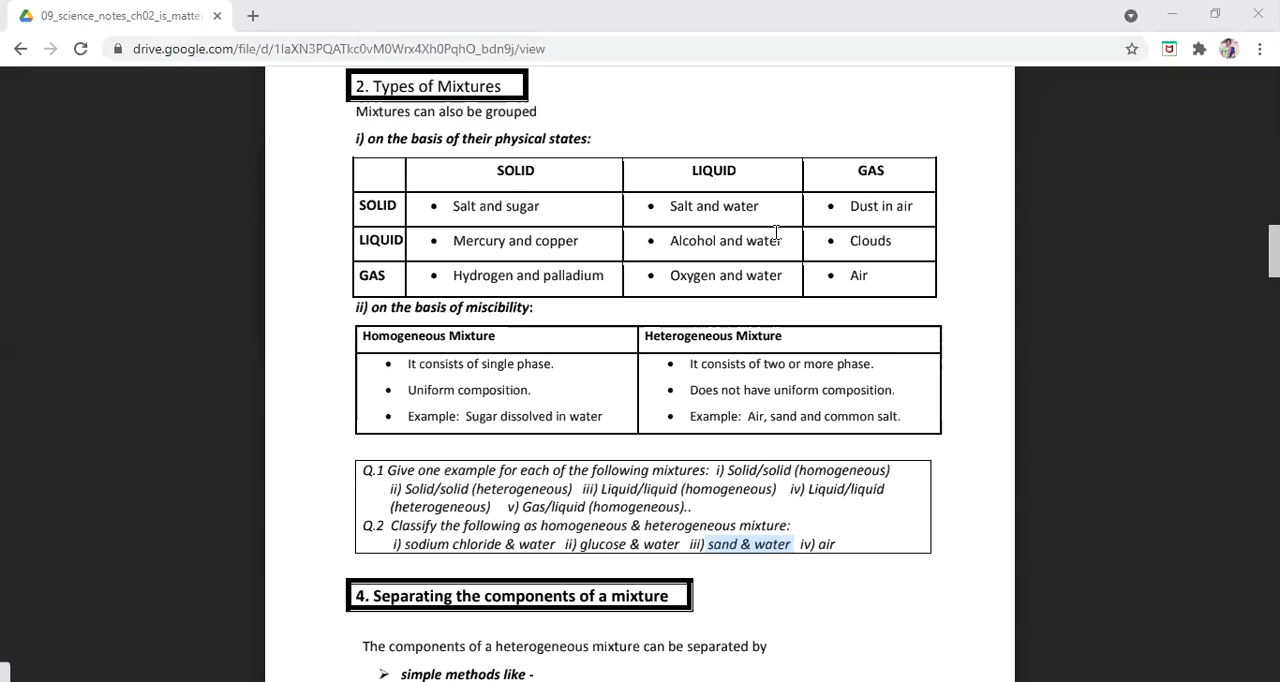 09_science_notes_ch02_is_matte
drive.google.com/file/d/1IaXN3PQATkc0vM0Wrx4Xh0PqhO_bdn9j/view
2. Types of Mixtures
Mixtures can also be grouped
i) on the basis of their physical states:
SOLID LIQUID GAS
SOLID • Salt and sugar • Salt and water • Dust in air
LIQUID • Mercury and copper • Alcohol and water • Clouds
GAS • Hydrogen and palladium • Oxygen and water • Air
ii) on the basis of miscibility:
Homogeneous Mixture Heterogeneous Mixture
• It consists of single phase. • It consists of two or more phase.
• Uniform composition. • Does not have uniform composition.
• Example: Sugar dissolved in water • Example: Air, sand and common salt.
Q.1 Give one example for each of the following mixtures: i) Solid/solid (homogeneous)
ii) Solid/solid (heterogeneous) iii) Liquid/liquid (homogeneous) iv) Liquid/liquid
(heterogeneous) v) Gas/liquid (homogeneous)..
Q.2 Classify the following as homogeneous & heterogeneous mixture:
i) sodium chloride & water ii) glucose & water iii) sand & water iv) air
4. Separating the components of a mixture
The components of a heterogeneous mixture can be separated by
➢ simple methods like -